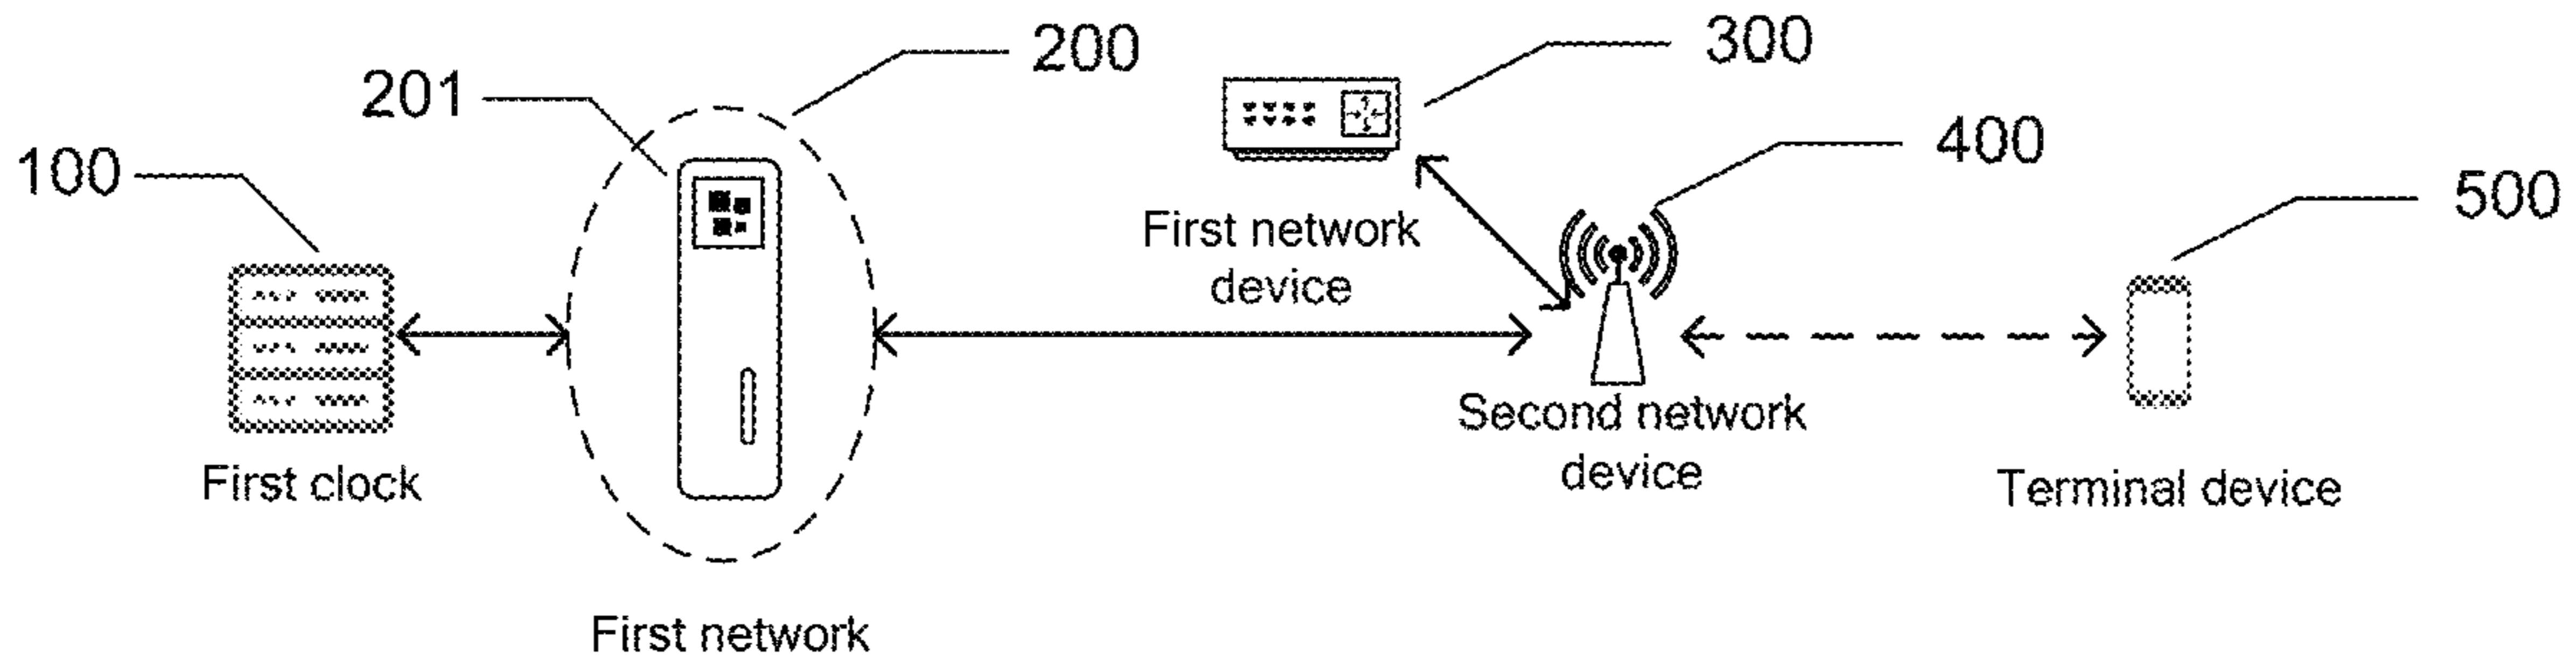 200
300
201
400
100
500
First network
device
Second network
device
First clock
Terminal device
First network